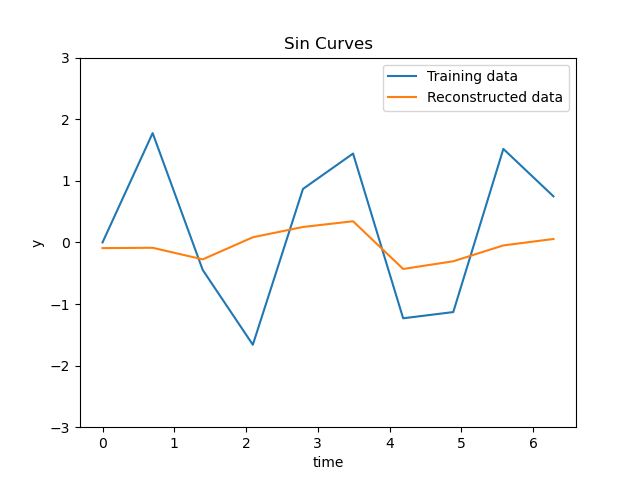 Sin Curves
Training data
Reconstructed data
y
3
2
1
0
−1
−2
−3
0 1 2 3 4 5 6
time